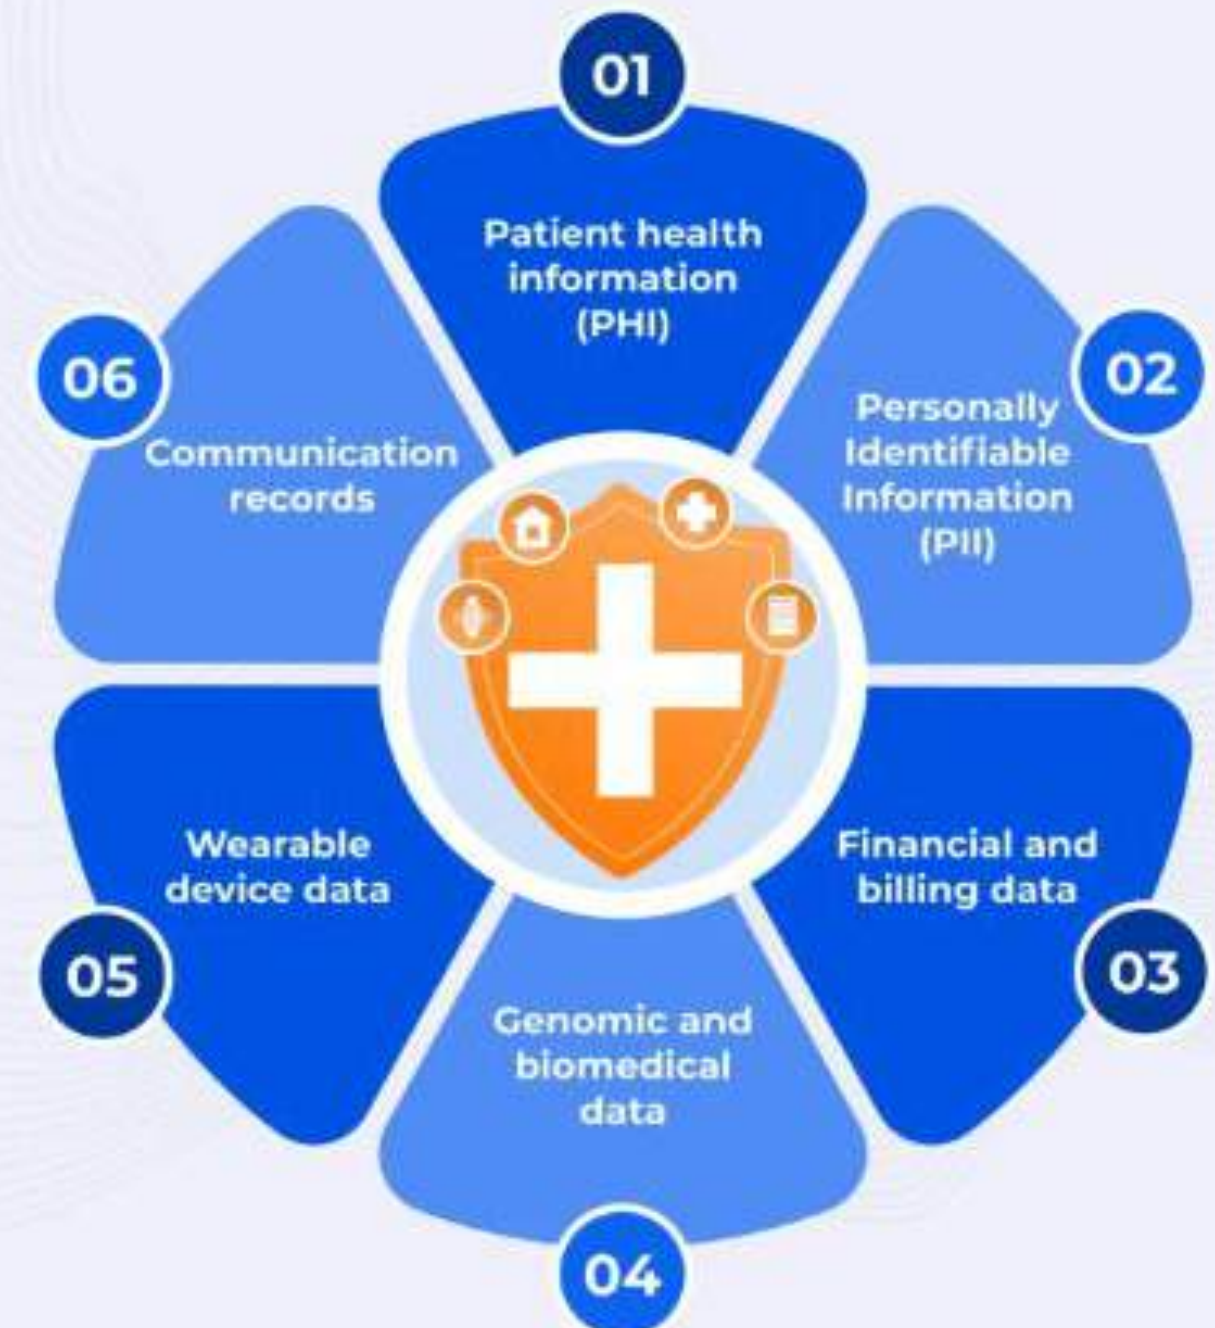 01
Patient health
information
(PHI)
02
Personally
Identifiable
Information
(PII)
03
Financial and
billing data
04
Genomic and
biomedical
data
05
Wearable
device data
06
Communication
records